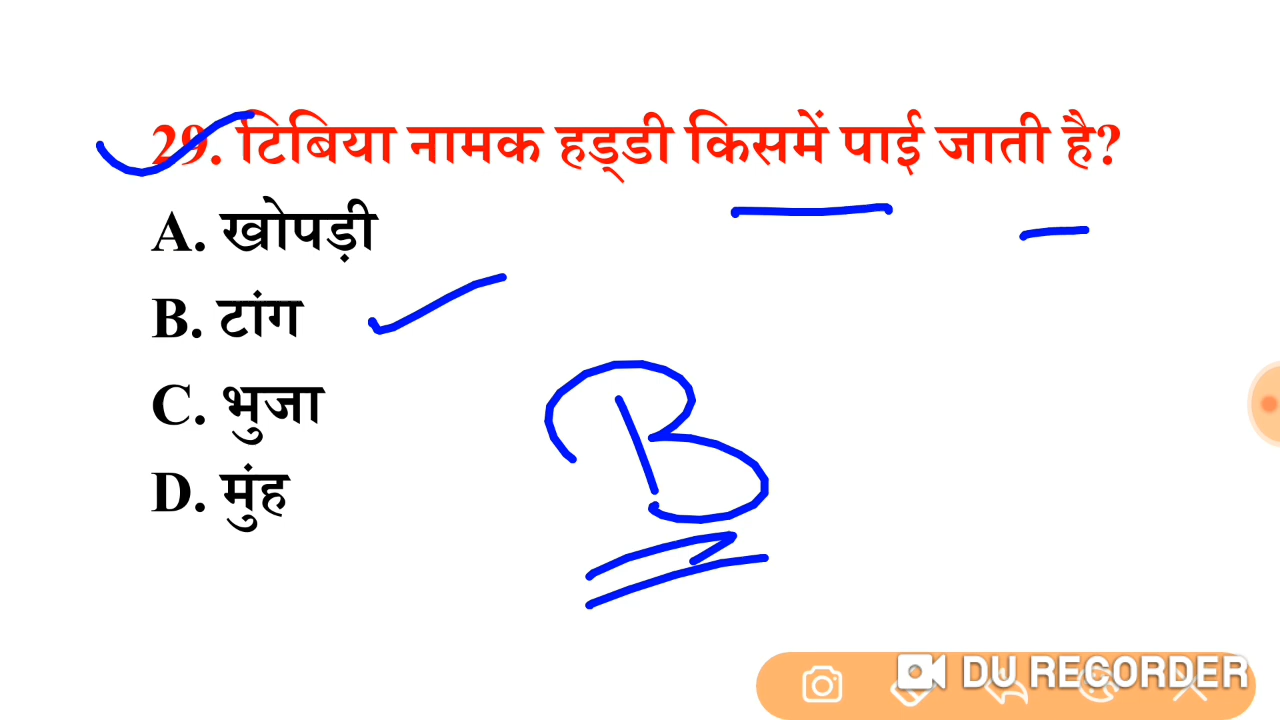 29. टिबिया नामक हड्डी किसमें पाई जाती है?
A. खोपड़ी
B. टांग
C. भुजा
D. मुंह
B
DU RECORDER